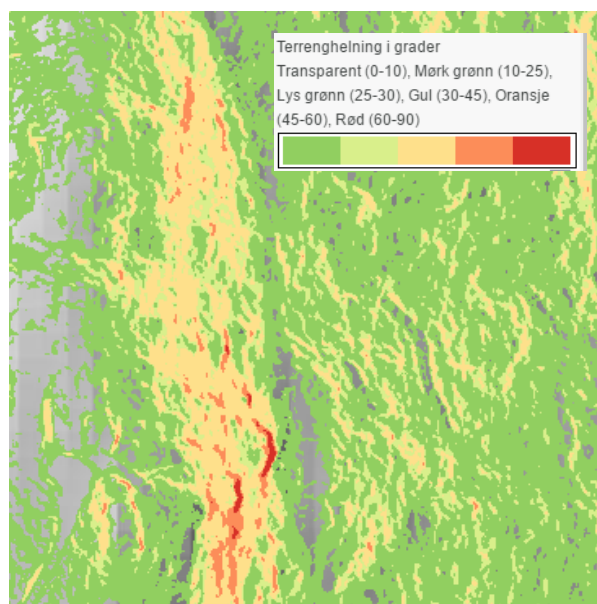 Terrenghelning i grader
Transparent (0-10), Mørk grønn (10-25),
Lys grønn (25-30), Gul (30-45), Oransje
(45-60), Rød (60-90)